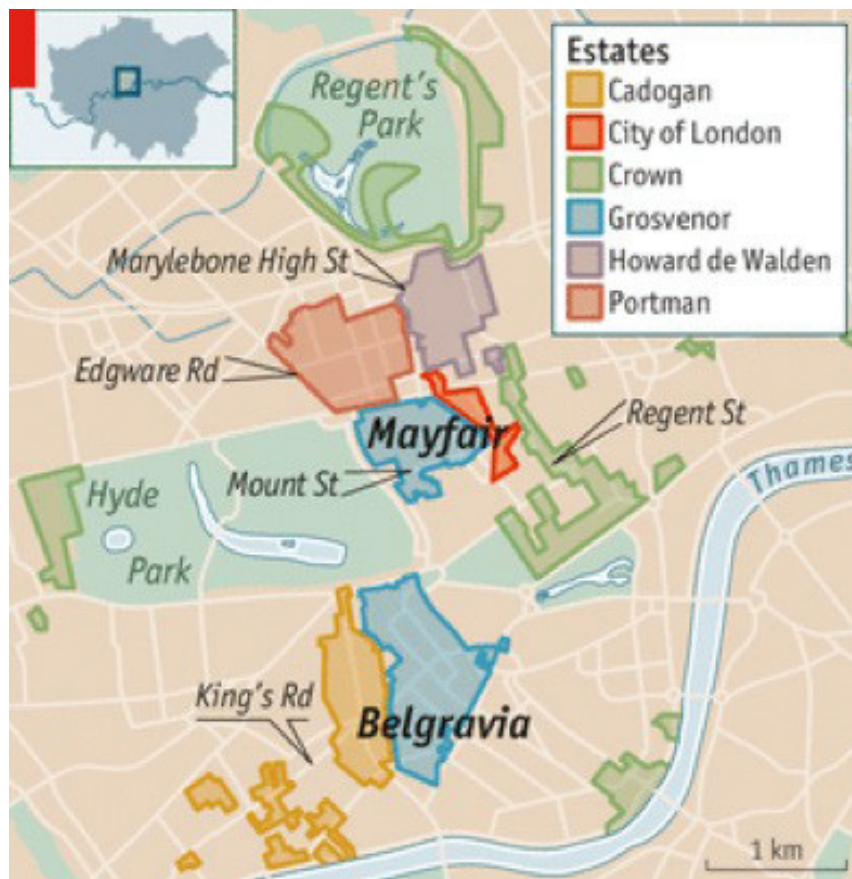 Estates
Cadogan
City of London
Crown
Grosvenor
Howard de Walden
Portman
Regent's
Park
Marylebone High St
Edgware Rd
Mayfair
Regent St
Mount St
Thames
Hyde
Park
King's Rd
Belgravia
1 km